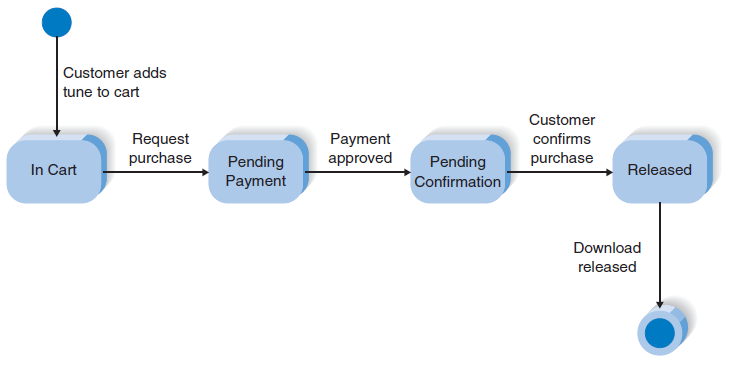 Customer adds
tune to cart
In Cart
Request
purchase
Pending
Payment
Payment
approved
Pending
Confirmation
Customer
confirms
purchase
Released
Download
released